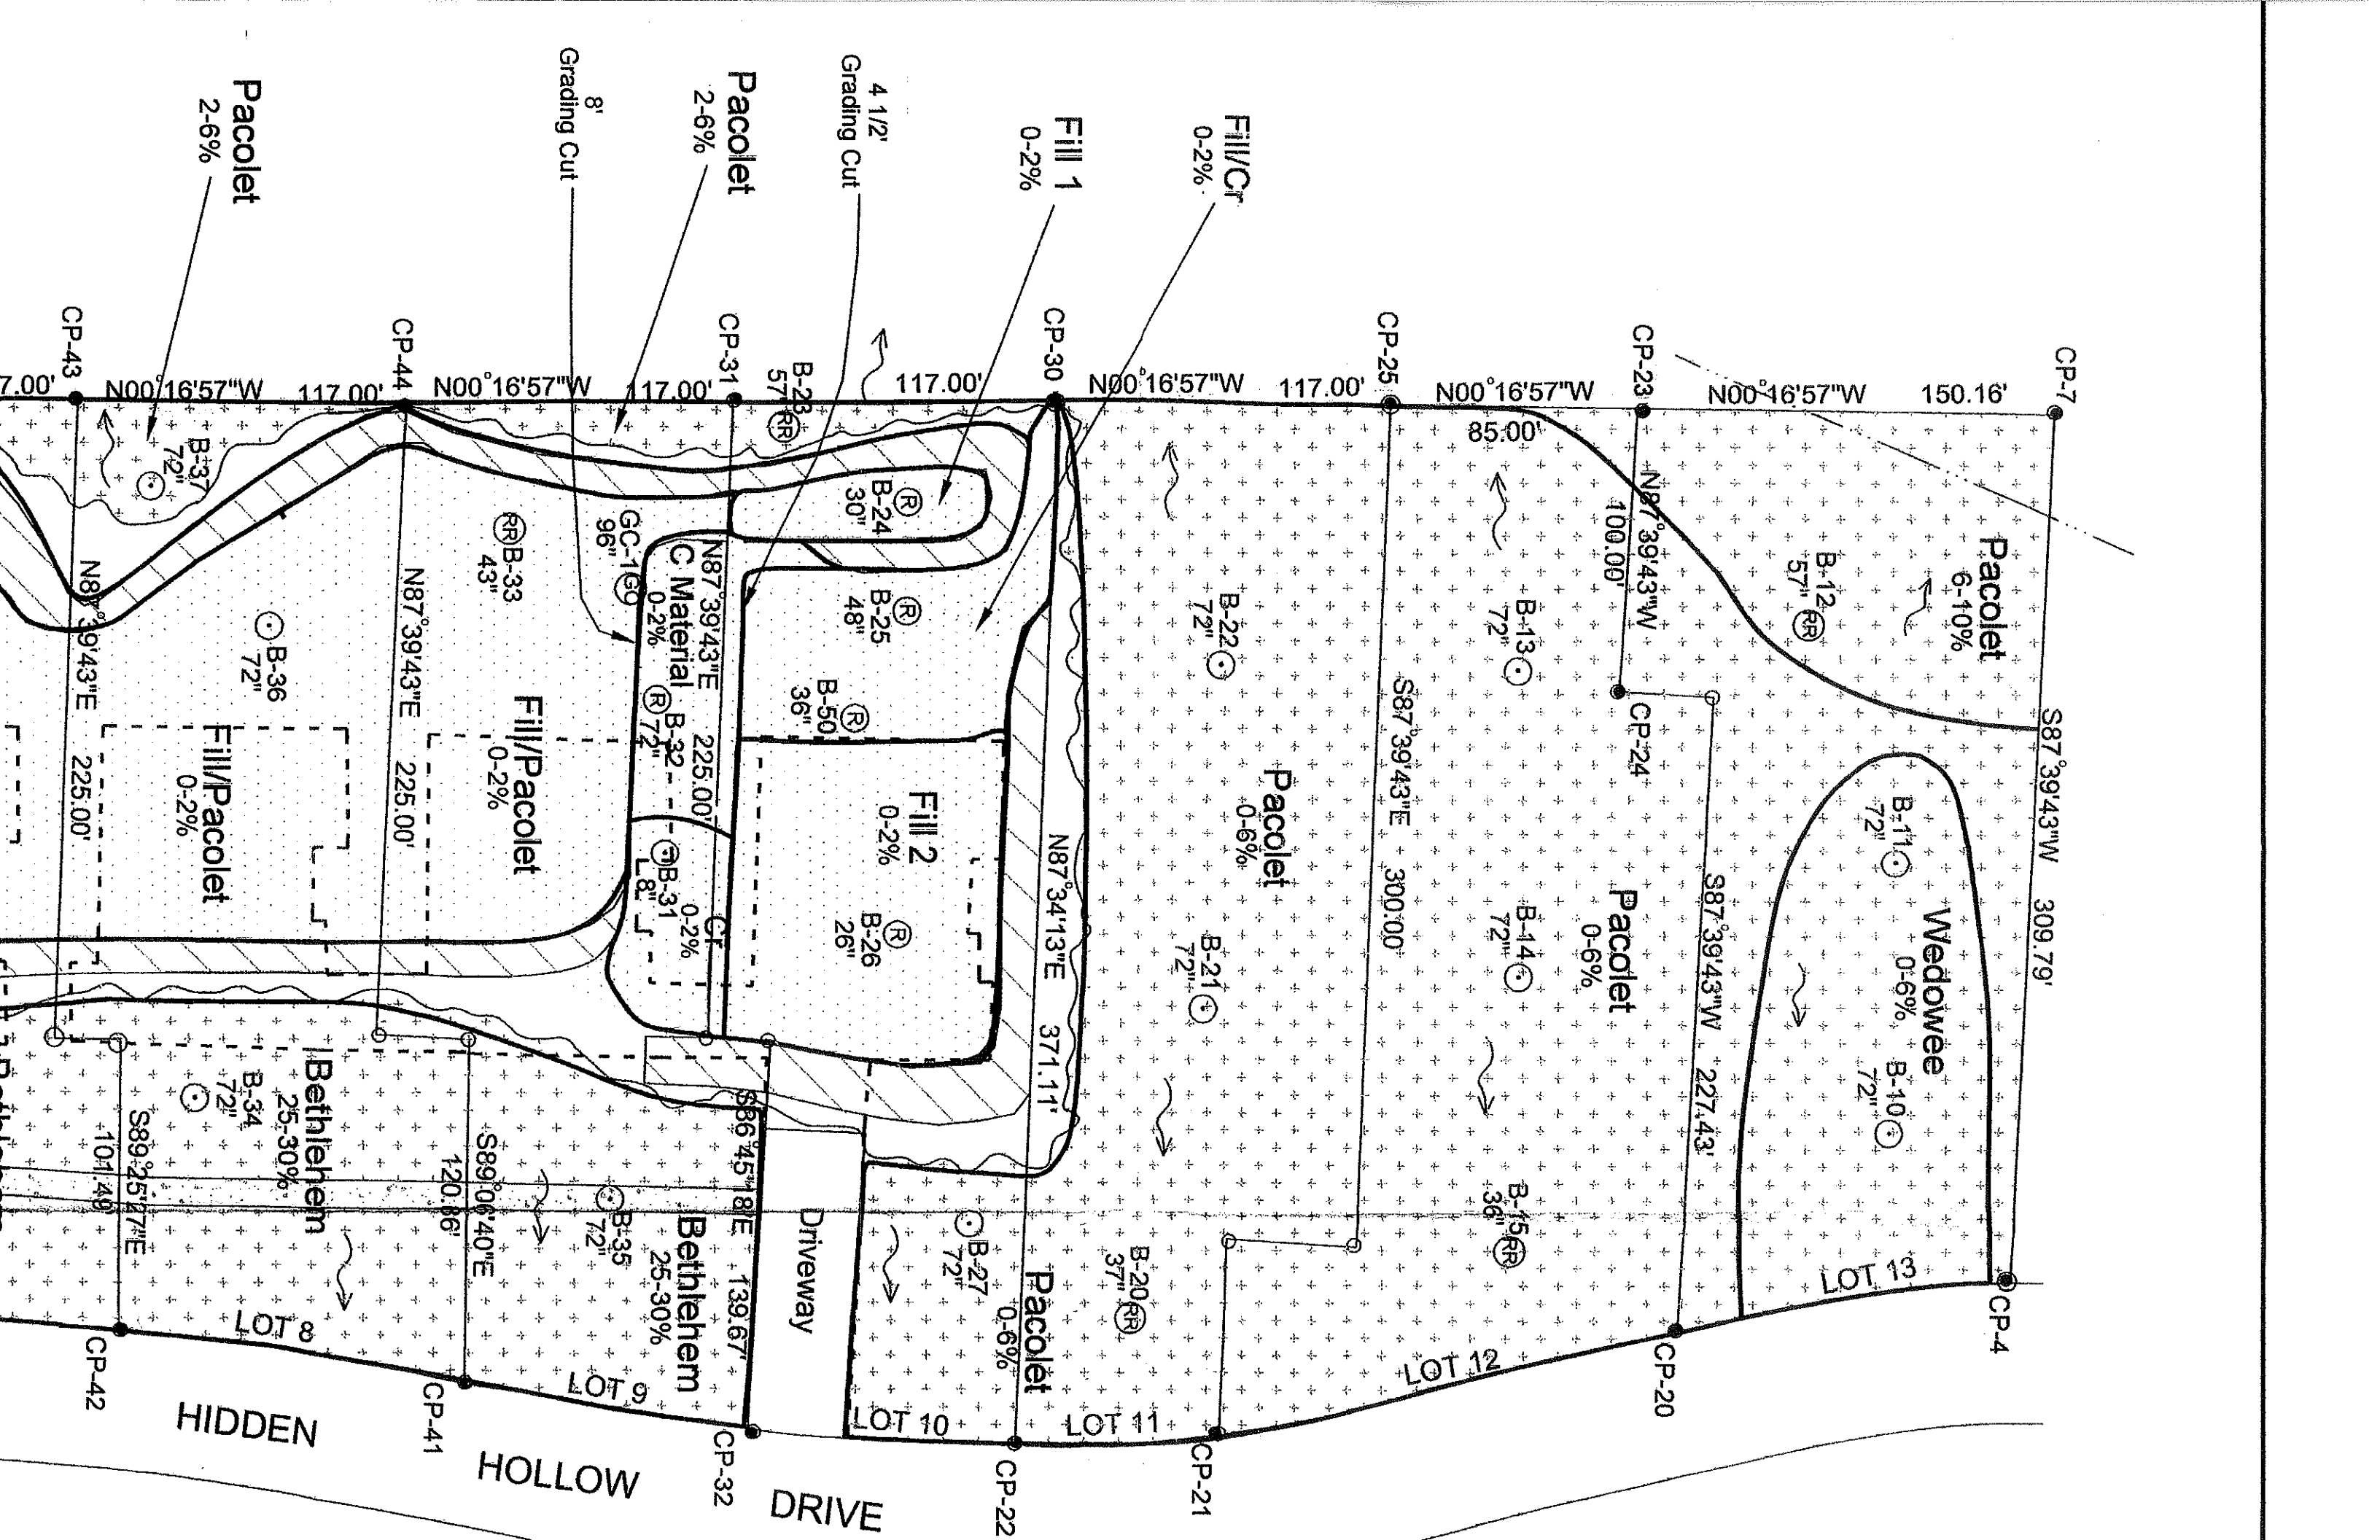 Pacolet
2-6%
8'
Grading Cut
Pacolet
2-6%
4 1/2'
Grading Cut
Fill 1
0-2%
Fill/Cr
0-2%
CP-43
CP-44
CP-31
CP-30
CP-25
CP-23
CP-7
7.00'
N00°16'57"W
117.00'
N00°16'57"W
117.00'
B-23
57"
RR
117.00'
N00°16'57"W
117.00'
N00°16'57"W
85.00'
N00°16'57"W
150.16'
B-37
72"
N87°39'43"E
225.00'
B-36
72"
Fill/Pacolet
0-2%
N87°39'43"E
225.00'
RR
B-33
43"
Fill/Pacolet
0-2%
GC-1
96"
GC
C Material
0-2%
N87°39'43"E
225.00'
B-32
72"
R
B-31
8'
Cr
0-2%
B-24
30"
R
B-25
48"
R
B-50
36"
R
Fill 2
0-2%
B-26
26"
R
N87°34'13"E
371.11'
B-22
72"
Pacolet
0-6%
B-21
72"
S87°39'43"E
300.00'
B-13
72"
B-14
72"
B-15
36"
RR
N87°39'43"W
100.00'
CP-24
Pacolet
0-6%
S87°39'43"W
227.43'
B-12
57"
RR
Pacolet
6-10%
B-11
72"
Wedowee
0-6%
B-10
72"
S87°39'43"W
309.79'
Bethlehem
25-30%
B-34
72"
S89°25'27"E
101.49'
S89°06'40"E
120.86'
B-35
72"
Bethlehem
25-30%
S86°45'18"E
139.67'
Driveway
B-27
72"
Pacolet
0-6%
B-20
37"
RR
LOT 8
LOT 9
LOT 10
LOT 11
LOT 12
LOT 13
CP-42
CP-41
CP-32
CP-22
CP-21
CP-20
CP-4
HIDDEN
HOLLOW
DRIVE